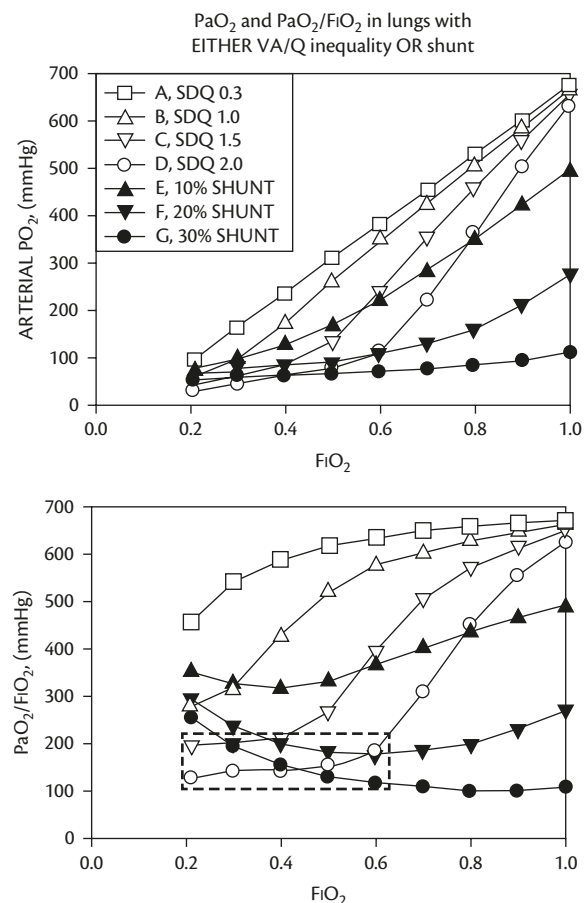 PaO2 and PaO2/FIO2 in lungs with
EITHER VA/Q inequality OR shunt
700
600
500
400
300
200
100
0
ARTERIAL PO2, (mmHg)
A, SDQ 0.3
B, SDQ 1.0
C, SDQ 1.5
D, SDQ 2.0
E, 10% SHUNT
F, 20% SHUNT
G, 30% SHUNT
0.0 0.2 0.4 0.6 0.8 1.0
FIO2
700
600
500
400
300
200
100
0
PaO2/FIO2, (mmHg)
0.0 0.2 0.4 0.6 0.8 1.0
FIO2